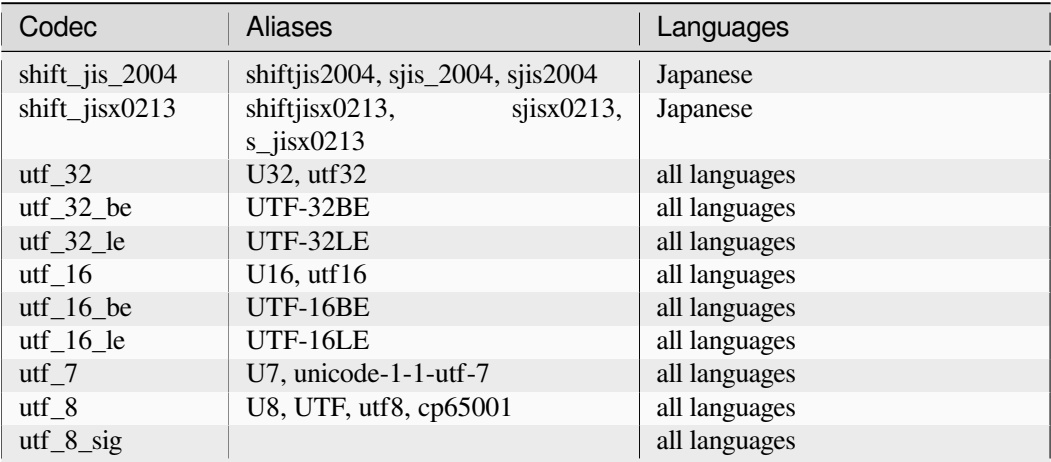 Codec Aliases Languages
shift_jis_2004 shiftjis2004, sjis_2004, sjis2004 Japanese
shift_jisx0213 shiftjisx0213, sjisx0213, Japanese
s_jisx0213
utf_32 U32, utf32 all languages
utf_32_be UTF-32BE all languages
utf_32_le UTF-32LE all languages
utf_16 U16, utf16 all languages
utf_16_be UTF-16BE all languages
utf_16_le UTF-16LE all languages
utf_7 U7, unicode-1-1-utf-7 all languages
utf_8 U8, UTF, utf8, cp65001 all languages
utf_8_sig all languages